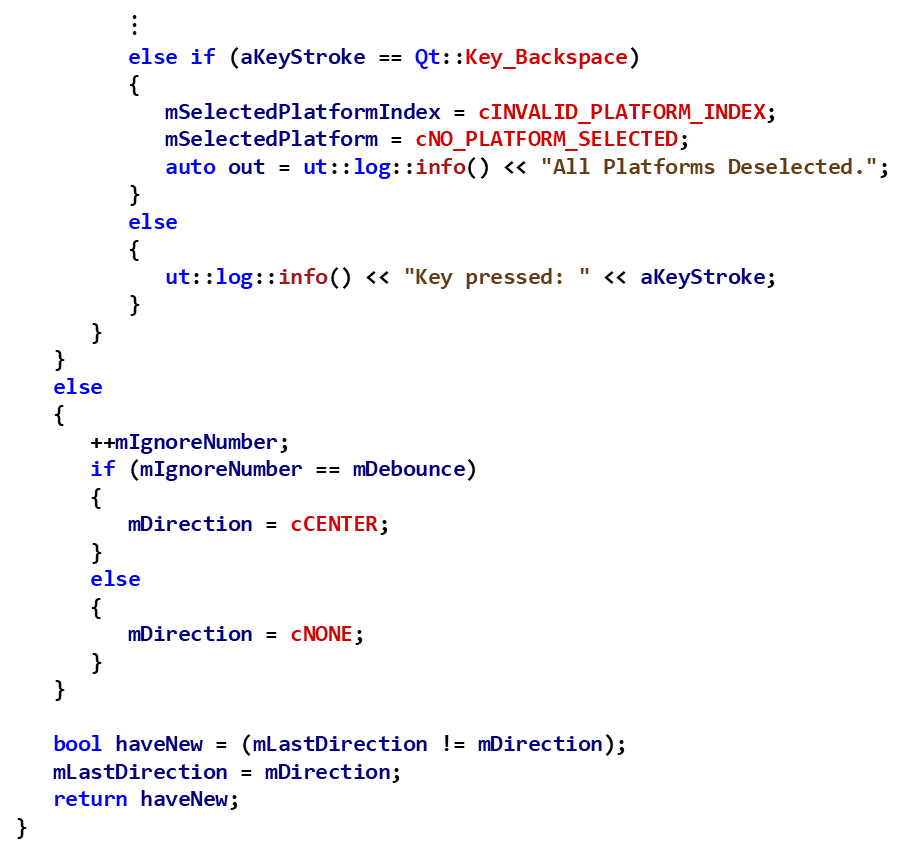 ⋮
         else if (aKeyStroke == Qt::Key_Backspace)
         {
            mSelectedPlatformIndex = cINVALID_PLATFORM_INDEX;
            mSelectedPlatform = cNO_PLATFORM_SELECTED;
            auto out = ut::log::info() << "All Platforms Deselected.";
         }
         else
         {
            ut::log::info() << "Key pressed: " << aKeyStroke;
         }
      }
   }
   else
   {
      ++mIgnoreNumber;
      if (mIgnoreNumber == mDebounce)
      {
         mDirection = cCENTER;
      }
      else
      {
         mDirection = cNONE;
      }
   }

   bool haveNew = (mLastDirection != mDirection);
   mLastDirection = mDirection;
   return haveNew;
}